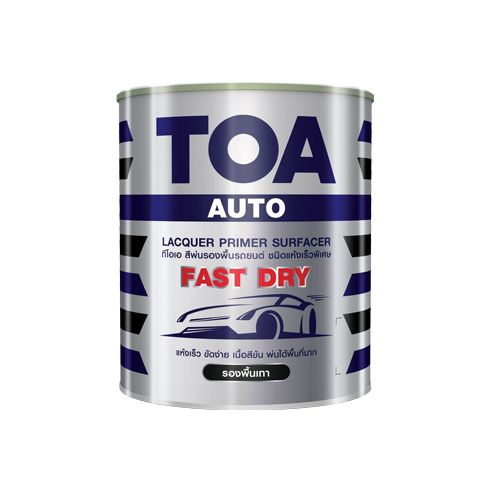 TOA
AUTO
LACQUER PRIMER SURFACER
ทีโอเอ สีพ่นรองพื้นรถยนต์ ชนิดแห้งเร็วพิเศษ
FAST DRY
แห้งเร็ว ขัดง่าย เนื้อสีข้น พ่นได้พื้นที่มาก
รองพื้นเทา